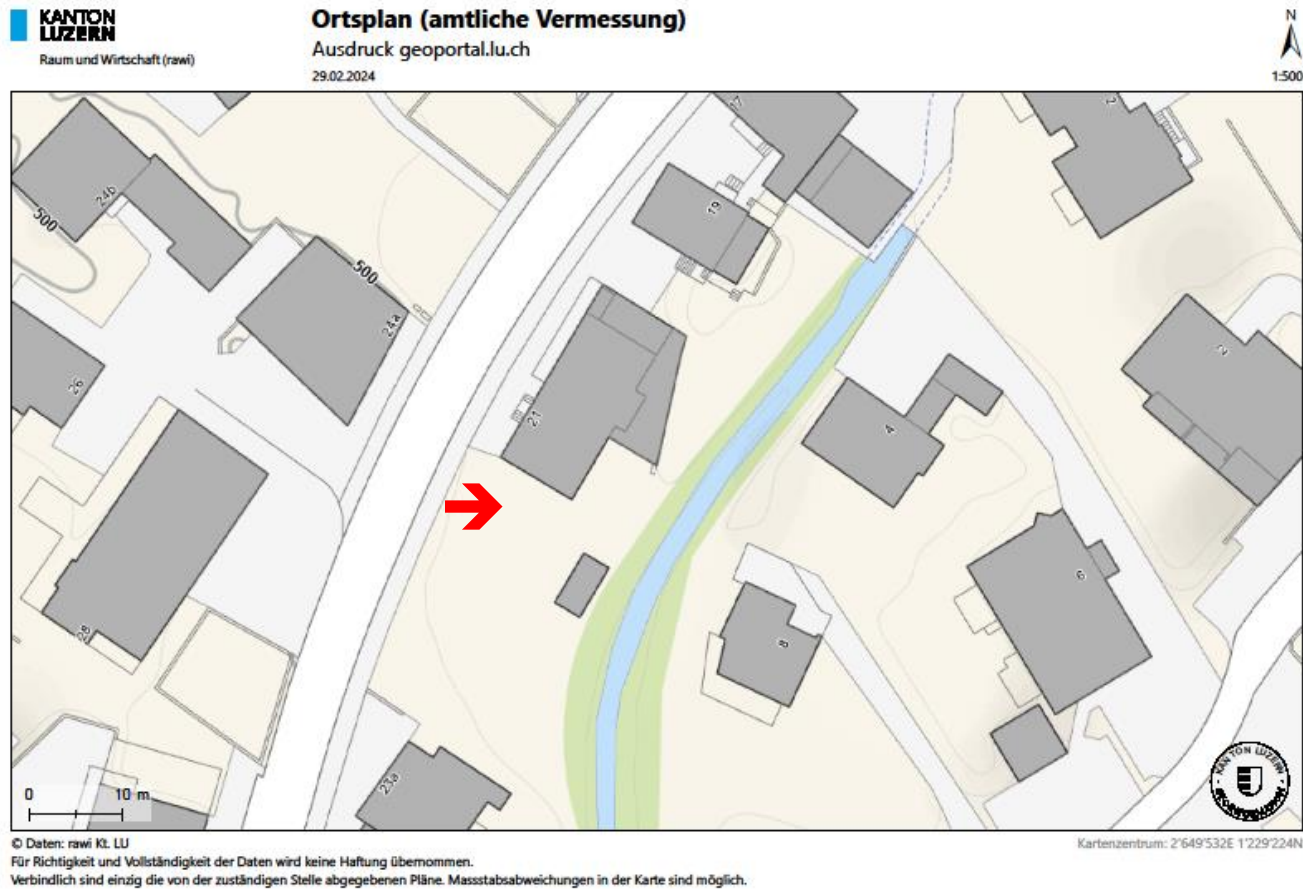 KANTON
LUZERN
Raum und Wirtschaft (rawi)
Ortsplan (amtliche Vermessung)
Ausdruck geoportal.lu.ch
29.02.2024
N
1:500
17
2
24b
19
500
500
24a
2
26
21
4
6
28
8
23a
0 10 m
KANTON LUZERN
© Daten: rawi Kt. LU
Kartenzentrum: 2'649'532E 1'229'224N
Für Richtigkeit und Vollständigkeit der Daten wird keine Haftung übernommen.
Verbindlich sind einzig die von der zuständigen Stelle abgegebenen Pläne. Massstabsabweichungen in der Karte sind möglich.